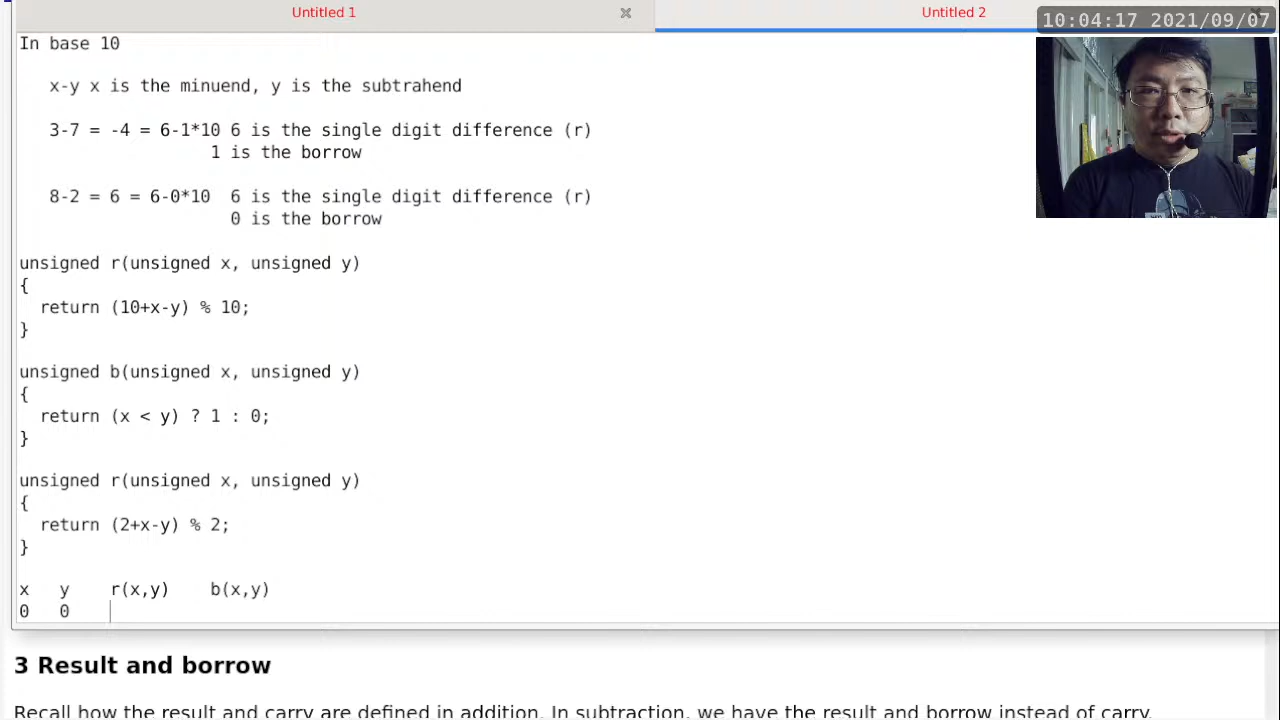 Untitled 1
Untitled 2
10:04:17 2021/09/07
In base 10
x-y x is the minuend, y is the subtrahend
3-7 = -4 = 6-1*10 6 is the single digit difference (r)
1 is the borrow
8-2 = 6 = 6-0*10  6 is the single digit difference (r)
0 is the borrow
unsigned r(unsigned x, unsigned y)
{
return (10+x-y) % 10;
}
unsigned b(unsigned x, unsigned y)
{
return (x < y) ? 1 : 0;
}
unsigned r(unsigned x, unsigned y)
{
return (2+x-y) % 2;
}
x   y    r(x,y)    b(x,y)
0   0
3 Result and borrow
Recall how the result and carry are defined in addition. In subtraction, we have the result and borrow instead of carry.